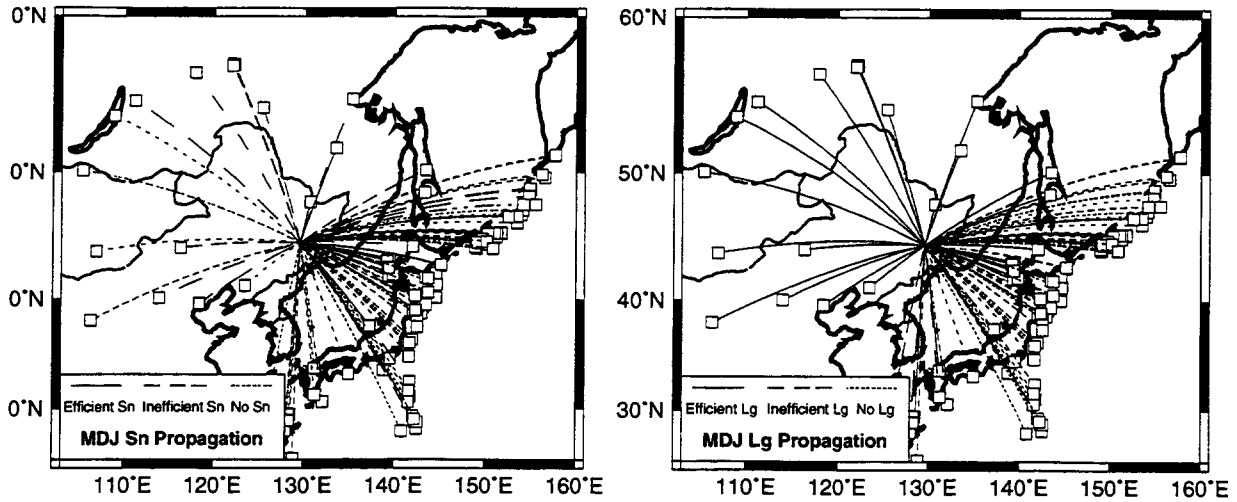 0°N
0°N
0°N
0°N
Efficient Sn Inefficient Sn No Sn
MDJ Sn Propagation
110°E 120°E 130°E 140°E 150°E 160°E
60°N
50°N
40°N
30°N
Efficient Lg Inefficient Lg No Lg
MDJ Lg Propagation
110°E 120°E 130°E 140°E 150°E 160°E